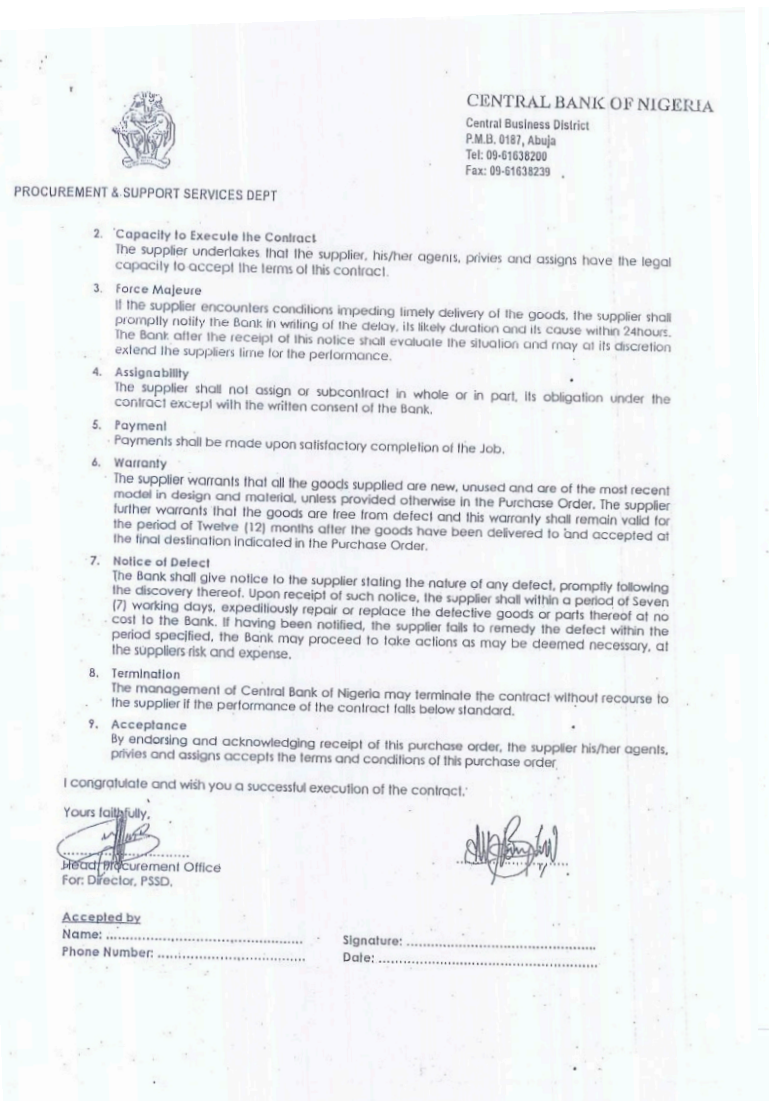 CENTRAL BANK OF NIGERIA
Central Business District
P.M.B. 0187, Abuja
Tel: 09-61638200
Fax: 09-61638239
PROCUREMENT & SUPPORT SERVICES DEPT
2. Capacity to Execute the Contract
The supplier undertakes that the supplier, his/her agents, privies and assigns have the legal
capacity to accept the terms of this contract.
3. Force Majeure
If the supplier encounters conditions impeding timely delivery of the goods, the supplier shall
promptly notify the Bank in writing of the delay, its likely duration and its cause within 24hours.
The Bank after the receipt of this notice shall evaluate the situation and may at its discretion
extend the suppliers time for the performance.
4. Assignability
The supplier shall not assign or subcontract in whole or in part, its obligation under the
contract except with the written consent of the Bank.
5. Payment
Payments shall be made upon satisfactory completion of the Job.
6. Warranty
The supplier warrants that all the goods supplied are new, unused and are of the most recent
model in design and material, unless provided otherwise in the Purchase Order. The supplier
further warrants that the goods are free from defect and this warranty shall remain valid for
the period of Twelve (12) months after the goods have been delivered to and accepted at
the final destination indicated in the Purchase Order.
7. Notice of Defect
The Bank shall give notice to the supplier stating the nature of any defect, promptly following
the discovery thereof. Upon receipt of such notice, the supplier shall within a period of Seven
(7) working days, expeditiously repair or replace the defective goods or parts thereof at no
cost to the Bank. If having been notified, the supplier fails to remedy the defect within the
period specified, the Bank may proceed to take actions as may be deemed necessary, at
the suppliers risk and expense.
8. Termination
The management of Central Bank of Nigeria may terminate the contract without recourse to
the supplier if the performance of the contract falls below standard.
9. Acceptance
By endorsing and acknowledging receipt of this purchase order, the supplier his/her agents,
privies and assigns accepts the terms and conditions of this purchase order
I congratulate and wish you a successful execution of the contract.
Yours faithfully,
Head, Procurement Office
For: Director, PSSD.
Accepted by
Name: ........................................
Signature: ........................................
Phone Number: ..............................
Date: ..............................................